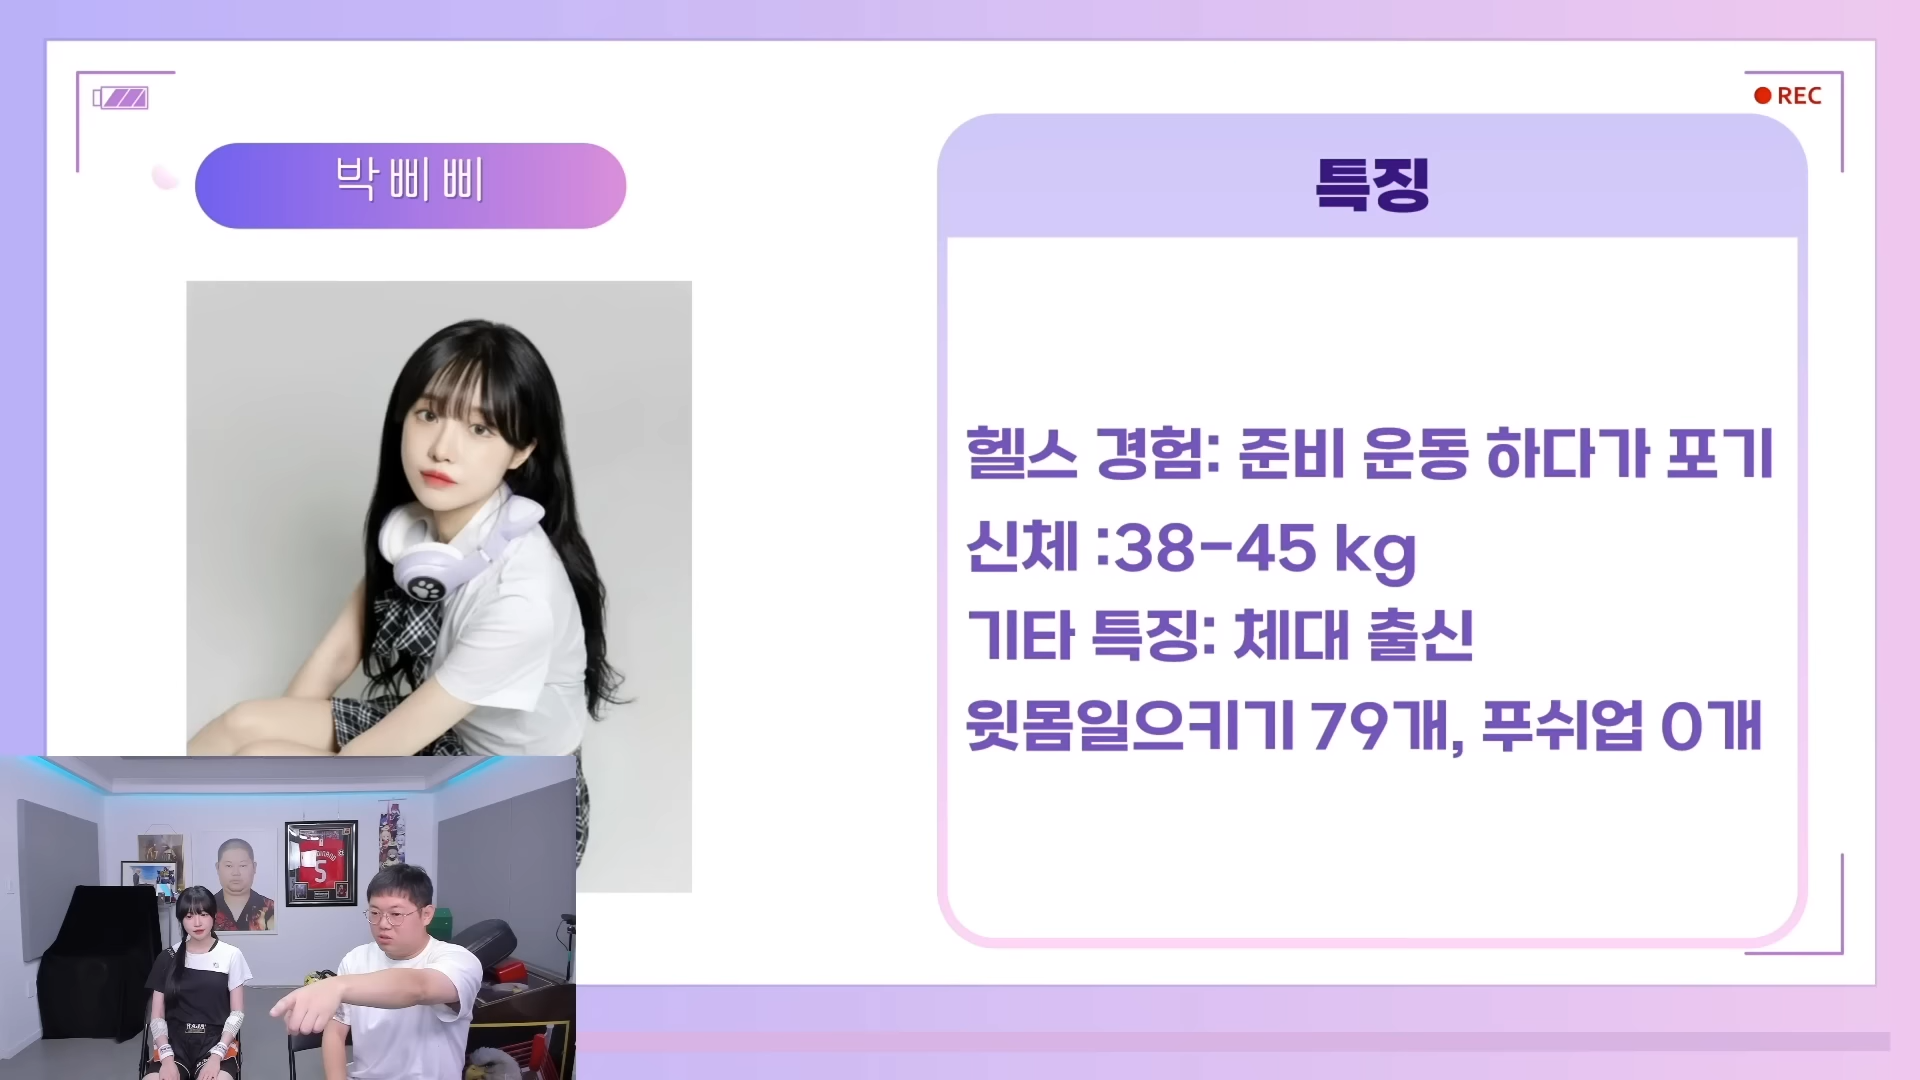 REC
박삐삐
특징
헬스 경험: 준비 운동 하다가 포기
신체 :38-45 kg
기타 특징: 체대 출신
윗몸일으키기 79개, 푸쉬업 0개
5